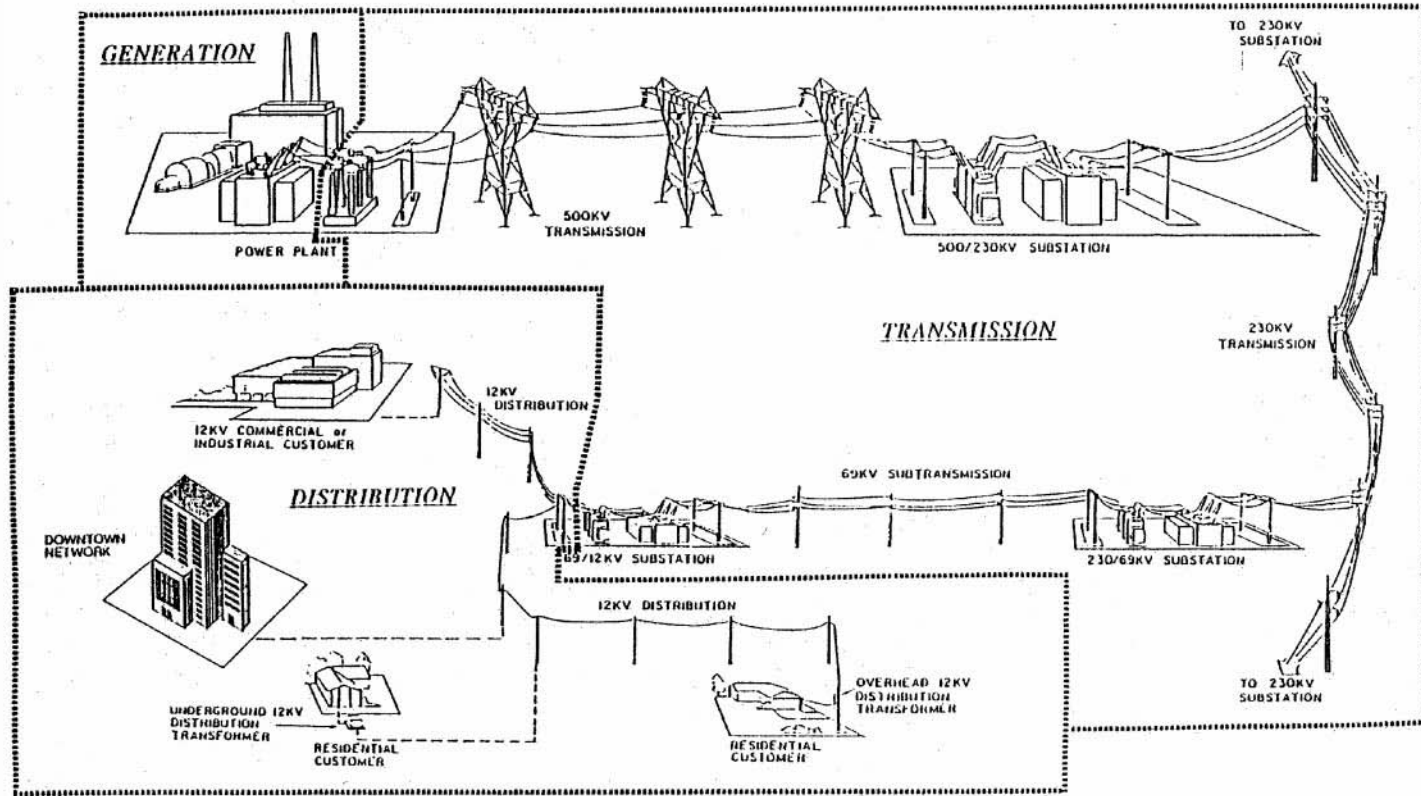 GENERATION
POWER PLANT
500KV
TRANSMISSION
500/230KV SUBSTATION
TO 230KV
SUBSTATION
TRANSMISSION
230KV
TRANSMISSION
12KV
DISTRIBUTION
12KV COMMERCIAL or
INDUSTRIAL CUSTOMER
DISTRIBUTION
69KV SUBTRANSMISSION
DOWNTOWN
NETWORK
69/12KV SUBSTATION
230/69KV SUBSTATION
12KV DISTRIBUTION
UNDERGROUND 12KV
DISTRIBUTION
TRANSFORMER
RESIDENTIAL
CUSTOMER
OVERHEAD 12KV
DISTRIBUTION
TRANSFORMER
RESIDENTIAL
CUSTOMER
TO 230KV
SUBSTATION